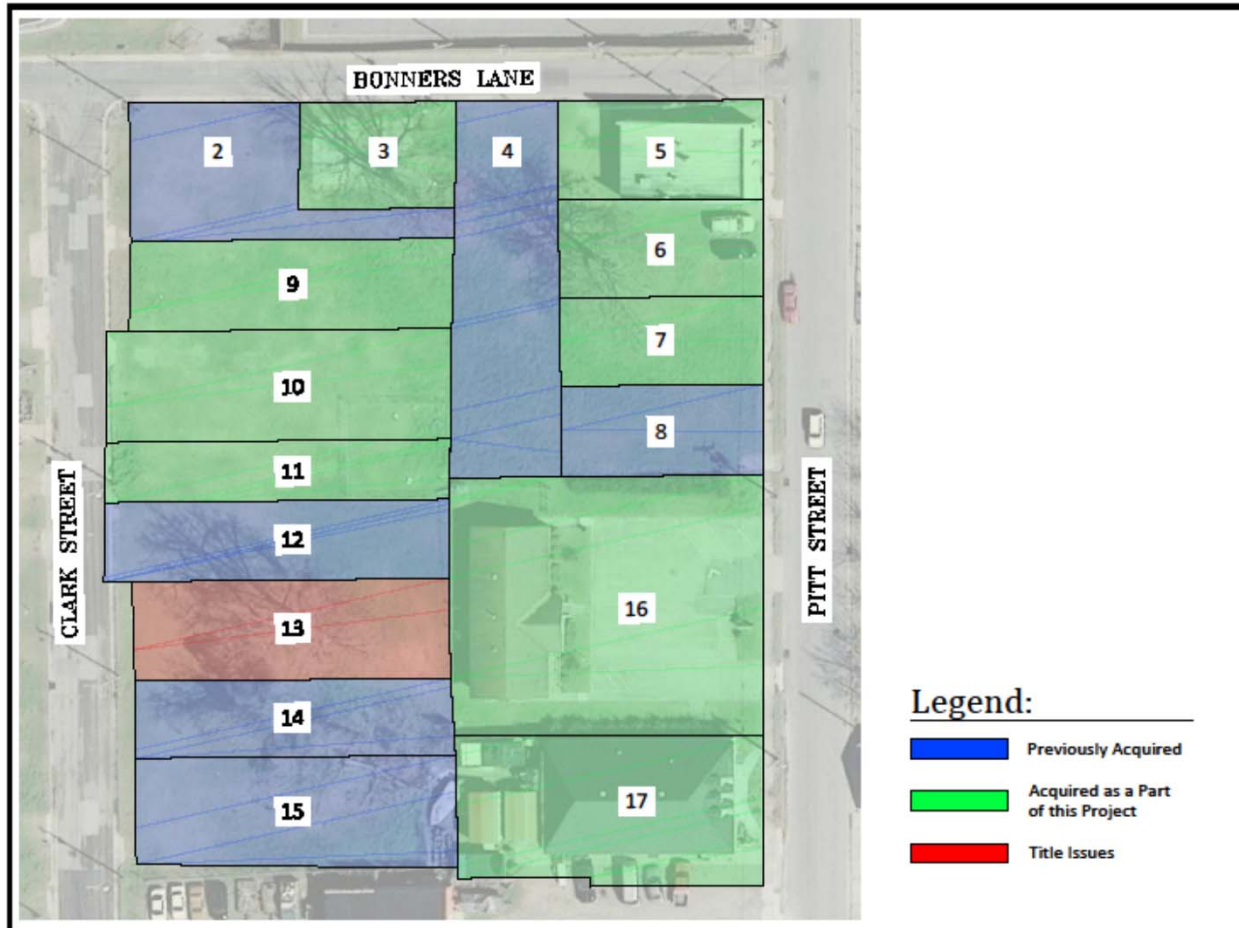 BONNERS LANE
2
3
4
5
6
7
8
9
10
11
12
13
14
15
16
17
CLARK STREET
PITT STREET
Legend:
Previously Acquired
Acquired as a Part
of this Project
Title Issues